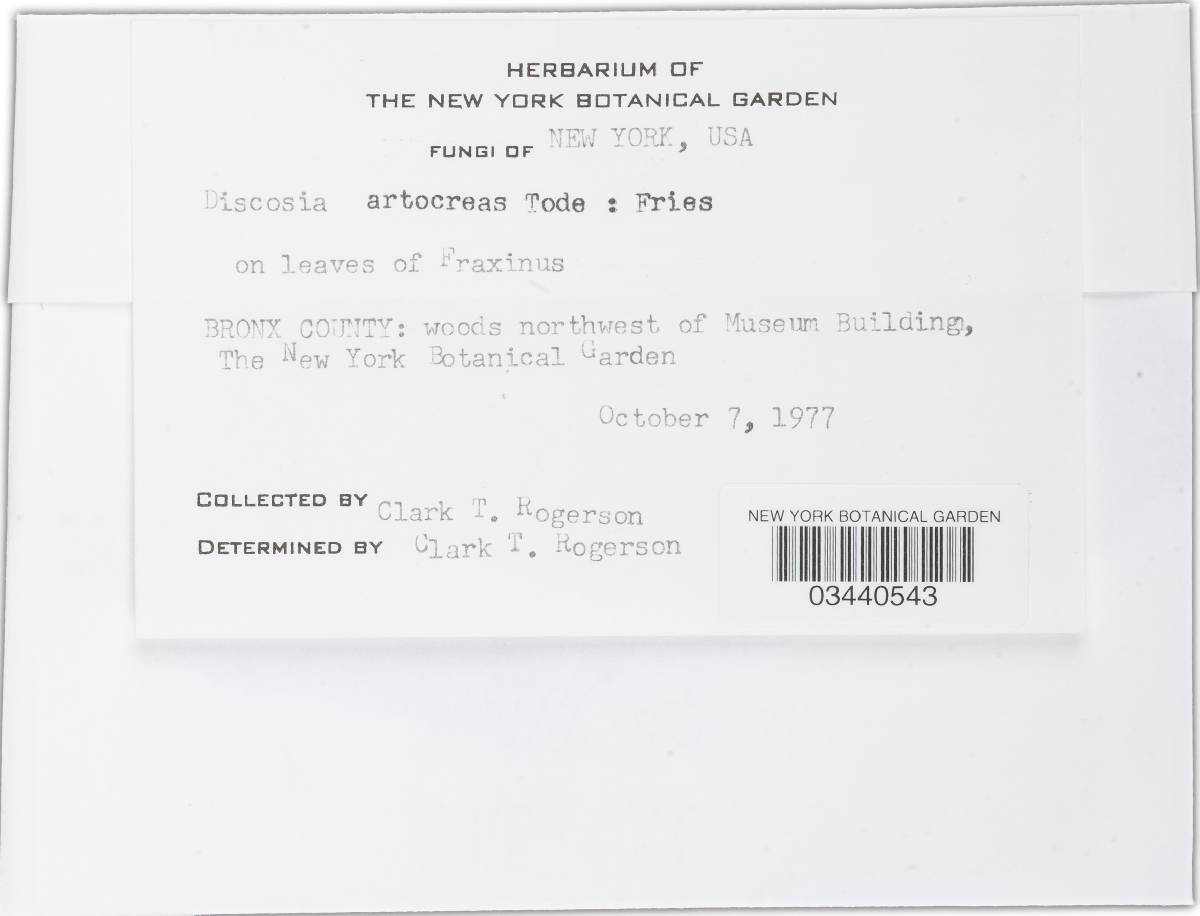 HERBARIUM OF
THE NEW YORK BOTANICAL GARDEN
FUNGI OF NEW YORK, USA
Discosia artocreas Tode : Fries
on leaves of Fraxinus
BRONX COUNTY: woods northwest of Museum Building,
The New York Botanical Garden
October 7, 1977
COLLECTED BY Clark T. Rogerson
DETERMINED BY Clark T. Rogerson
NEW YORK BOTANICAL GARDEN
03440543